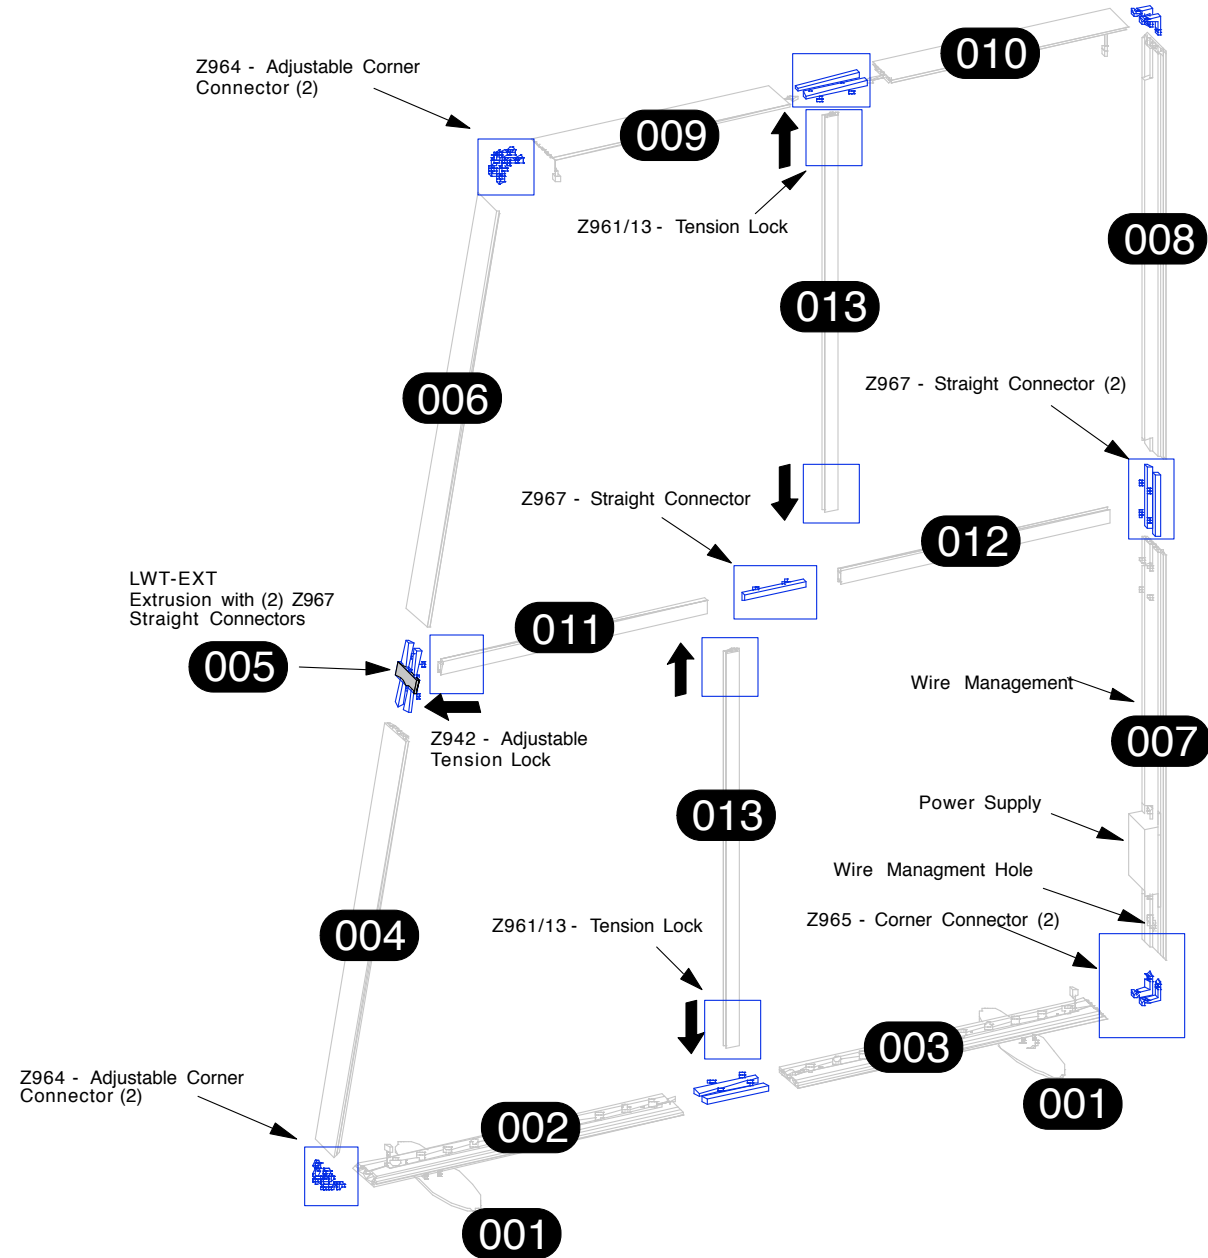 010
Z964 - Adjustable Corner
Connector (2)
009
Z961/13 - Tension Lock
008
013
Z967 - Straight Connector (2)
006
Z967 - Straight Connector
012
LWT-EXT
Extrusion with (2) Z967
Straight Connectors
011
005
Wire Management
Z942 - Adjustable
Tension Lock
007
Power Supply
013
Wire Managment Hole
Z965 - Corner Connector (2)
Z961/13 - Tension Lock
004
003
Z964 - Adjustable Corner
Connector (2)
001
002
001